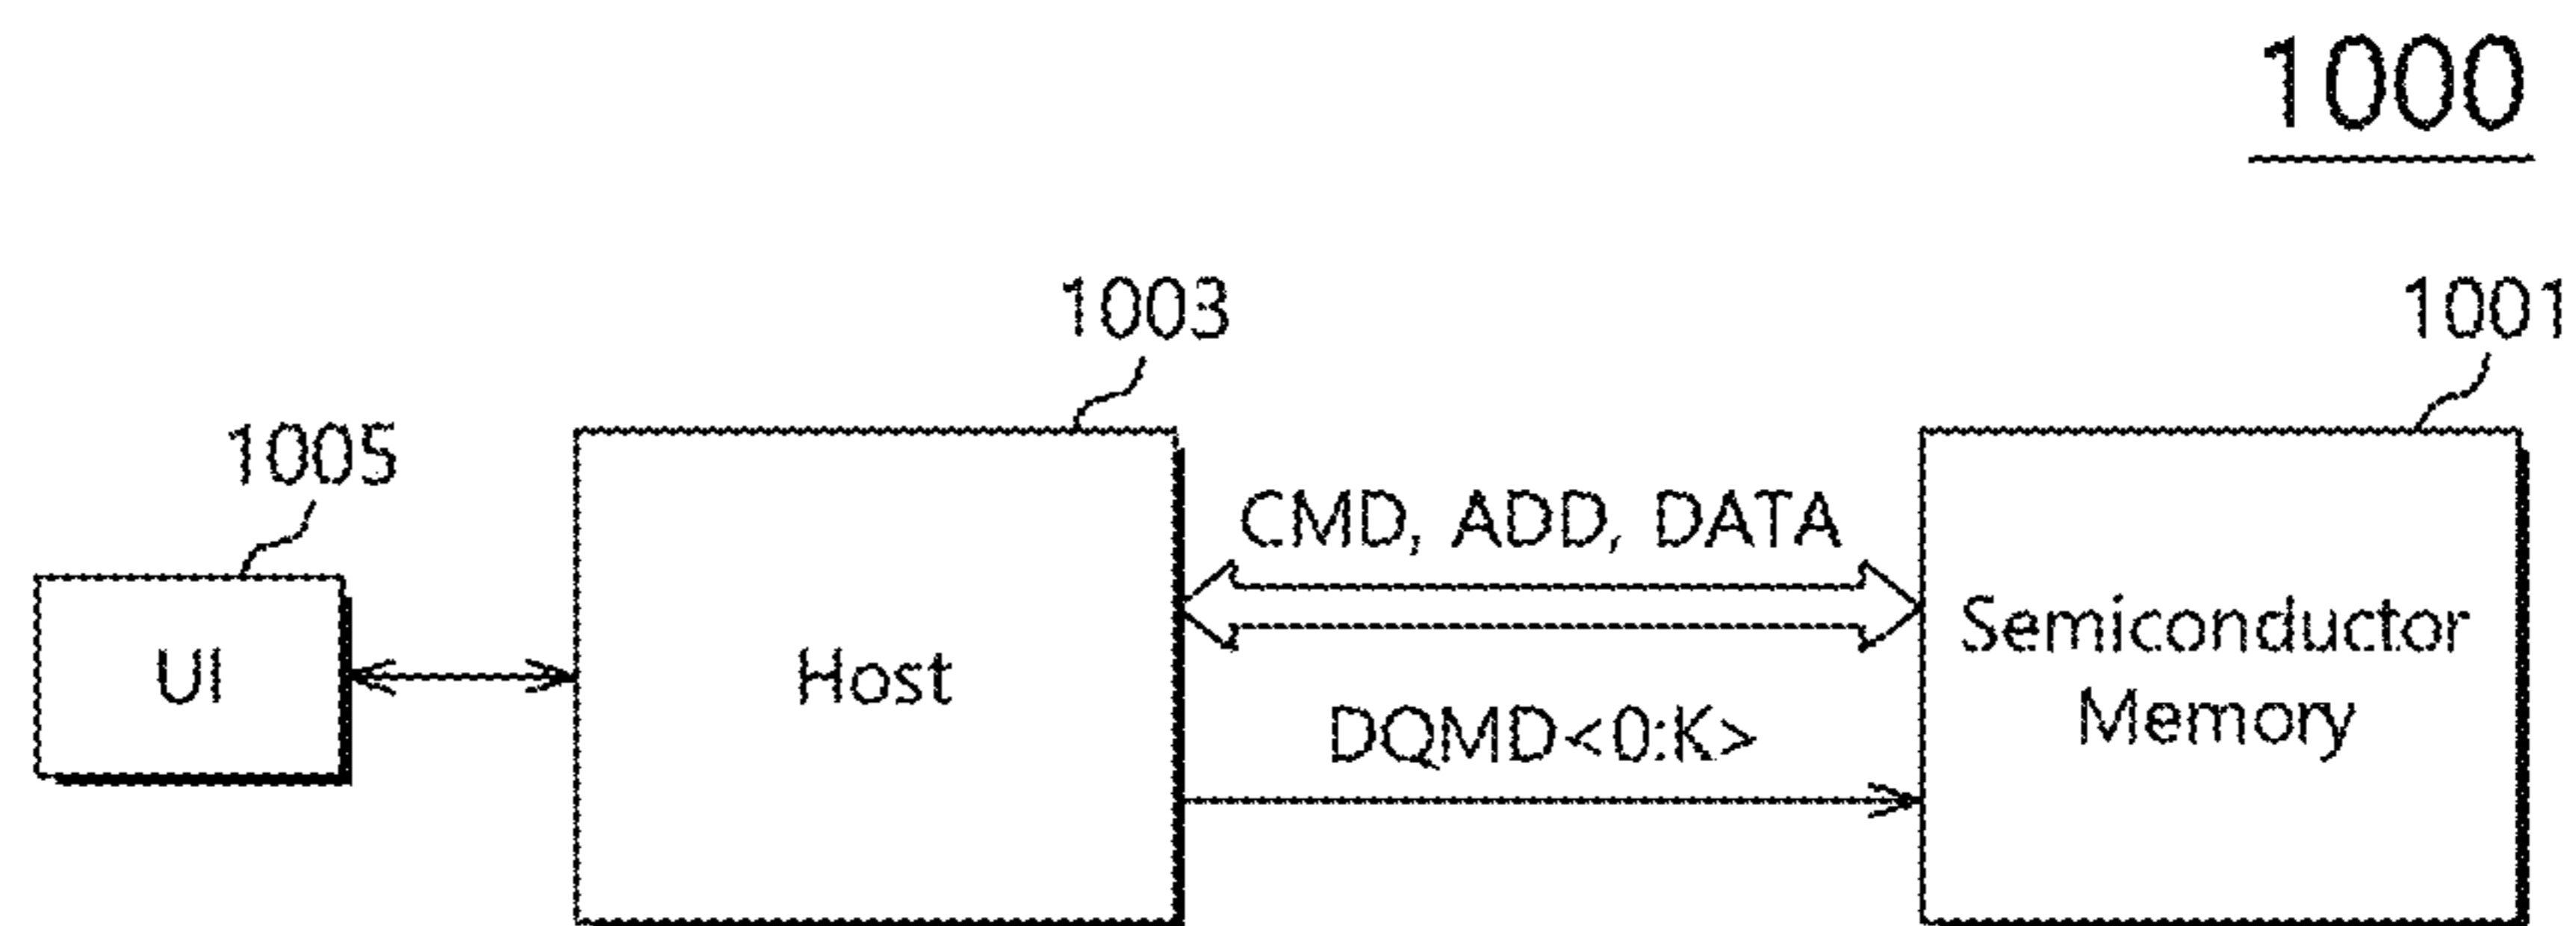 1000
1003
1001
1005
CMD, ADD, DATA
UI
Host
Semiconductor
Memory
DQMD<0:K>